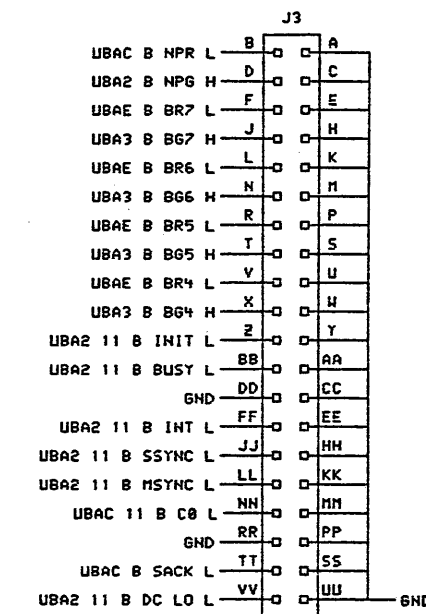 J3
UBAC B NPR L B A
UBA2 B NPG H D C
UBAE B BR7 L F E
UBA3 B BG7 H J H
UBAE B BR6 L L K
UBA3 B BG6 H N M
UBAE B BR5 L R P
UBA3 B BG5 H T S
UBAE B BR4 L V U
UBA3 B BG4 H X W
UBA2 11 B INIT L Z Y
UBA2 11 B BUSY L BB AA
GND DD CC
UBA2 11 B INT L FF EE
UBA2 11 B SSYNC L JJ HH
UBA2 11 B MSYNC L LL KK
UBAC 11 B C0 L NN MM
GND RR PP
UBAC B SACK L TT SS
UBA2 11 B DC LO L VV UU GND